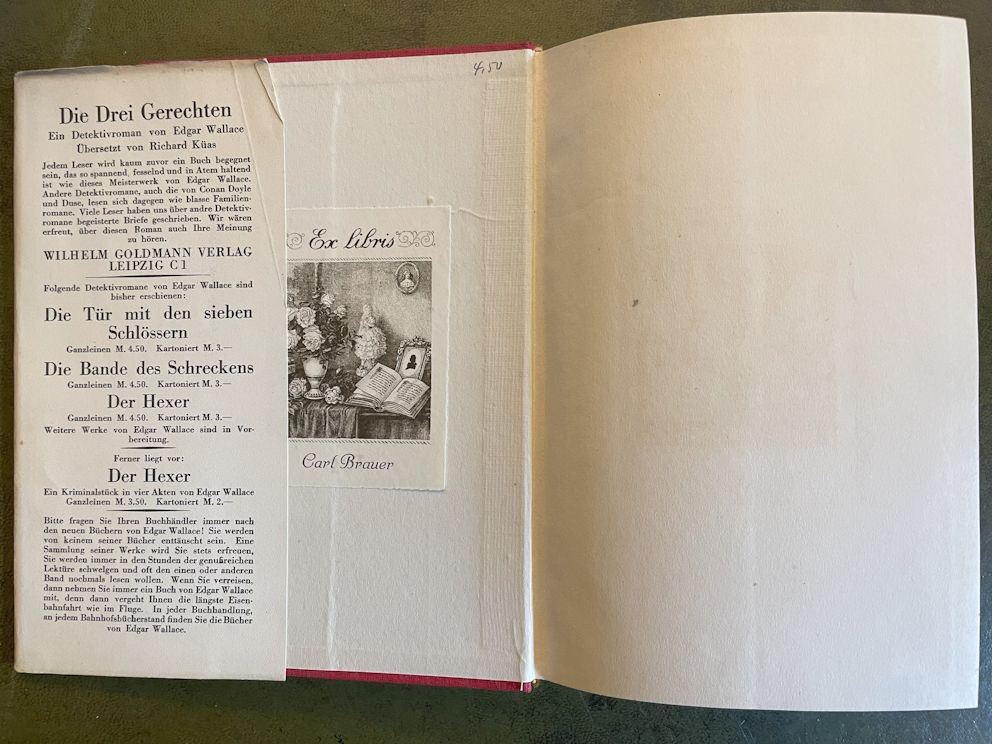 Die Drei Gerechten
Ein Detektivroman von Edgar Wallace
Übersetzt von Richard Küas
Jedem Leser wird kaum zuvor ein Buch begegnet
sein, das so spannend, fesselnd und in Atem haltend
ist wie dieses Meisterwerk von Edgar Wallace.
Andere Detektivromane, auch die von Conan Doyle
und Duse, lesen sich dagegen wie blasse Familien-
romane. Viele Leser haben uns über andre Detektiv-
romane begeisterte Briefe geschrieben. Wir wären
erfreut, über diesen Roman auch Ihre Meinung
zu hören.
WILHELM GOLDMANN VERLAG
LEIPZIG C 1
Folgende Detektivromane von Edgar Wallace sind
bisher erschienen:
Die Tür mit den sieben
Schlössern
Ganzleinen M. 4.50. Kartoniert M. 3.—
Die Bande des Schreckens
Ganzleinen M. 4.50. Kartoniert M. 3.—
Der Hexer
Ganzleinen M. 4.50. Kartoniert M. 3.—
Weitere Werke von Edgar Wallace sind in Vor-
bereitung.
Ferner liegt vor:
Der Hexer
Ein Kriminalstück in vier Akten von Edgar Wallace
Ganzleinen M. 3.50. Kartoniert M. 2.—
Bitte fragen Sie Ihren Buchhändler immer nach
den neuen Büchern von Edgar Wallace! Sie werden
von keinem seiner Bücher enttäuscht sein. Eine
Sammlung seiner Werke wird Sie stets erfreuen,
Sie werden immer in den Stunden der genußreichen
Lektüre schwelgen und oft den einen oder anderen
Band nochmals lesen wollen. Wenn Sie verreisen,
dann nehmen Sie immer ein Buch von Edgar Wallace
mit, denn dann vergeht Ihnen die längste Eisen-
bahnfahrt wie im Fluge. In jeder Buchhandlung,
an jedem Bahnhofsbücherstand finden Sie die Bücher
von Edgar Wallace.
4,50
Ex libris
Carl Brauer